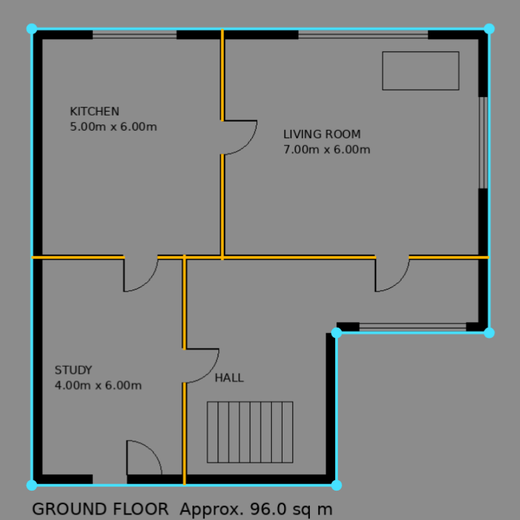 KITCHEN
5.00m x 6.00m
LIVING ROOM
7.00m x 6.00m
STUDY
4.00m x 6.00m
HALL
GROUND FLOOR  Approx. 96.0 sq m